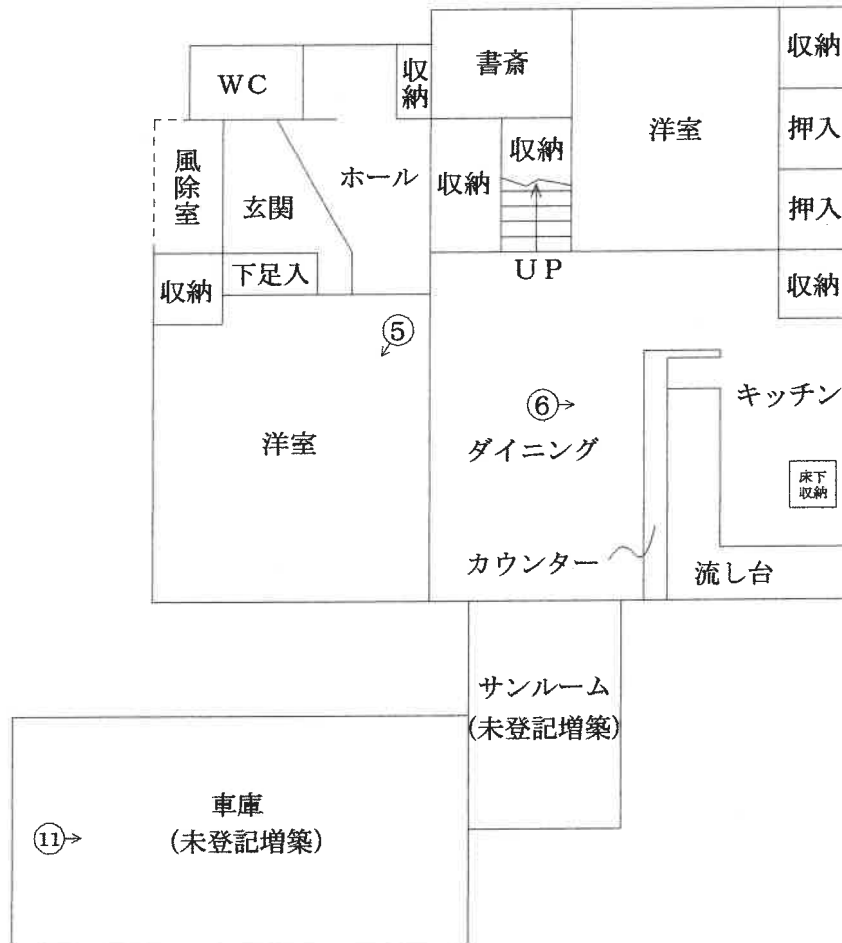 WC
収納
書斎
収納
洋室
押入
風除室
玄関
ホール
収納
収納
押入
収納
下足入
UP
収納
⑤
⑥
キッチン
洋室
ダイニング
床下
収納
カウンター
流し台
サンルーム
(未登記増築)
車庫
⑪
(未登記増築)